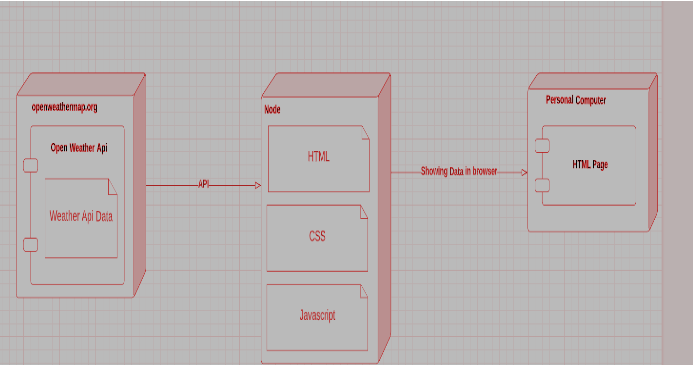 openweathermap.org
Open Weather Api
Weather Api Data
API
Node
HTML
CSS
Javascript
Showing Data in browser
Personal Computer
HTML Page